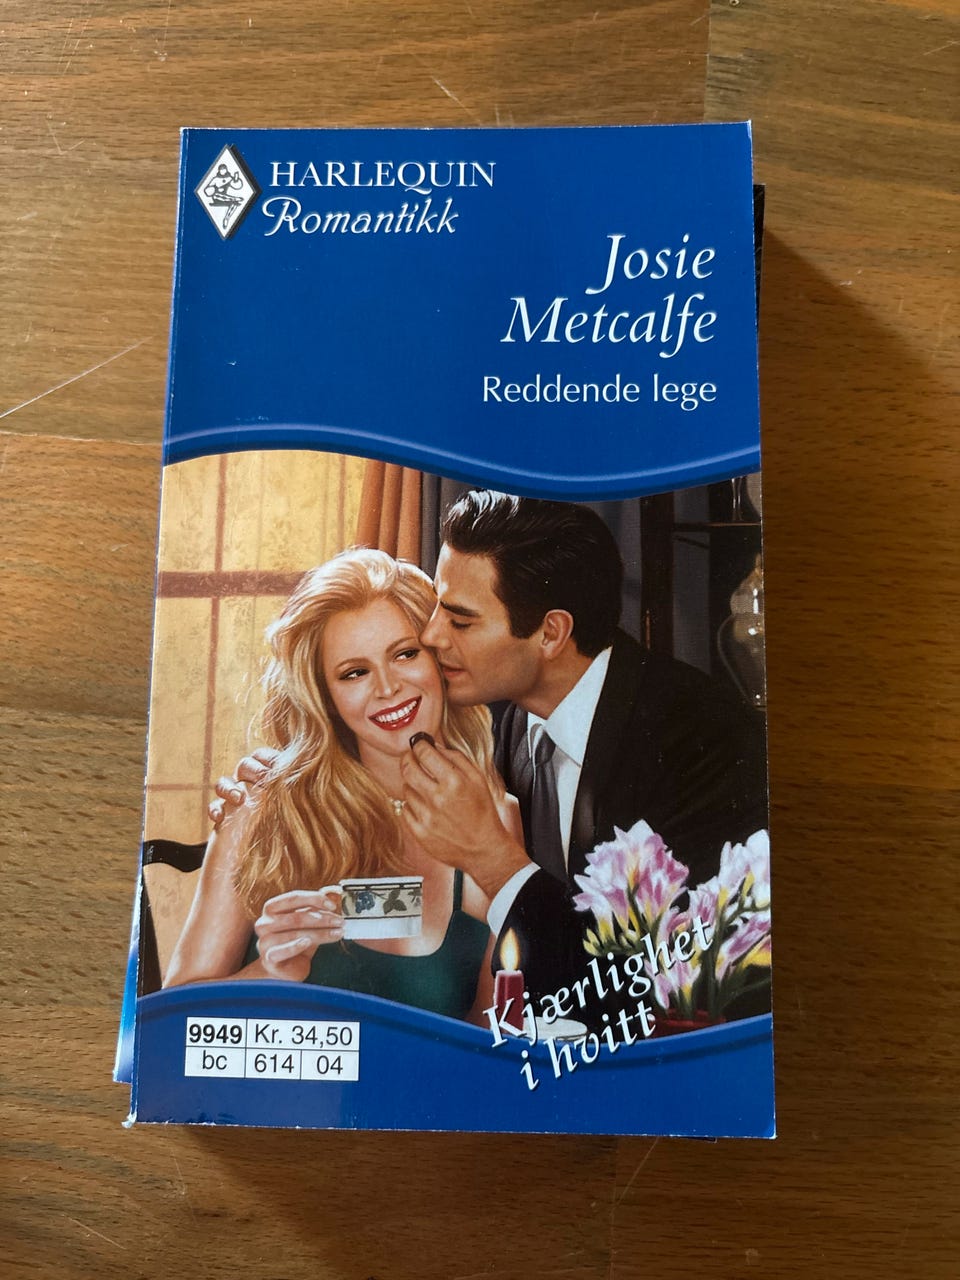 HARLEQUIN
Romantikk
Josie
Metcalfe
Reddende lege
Kjærlighet
i hvitt
9949 Kr. 34,50
bc 614 04